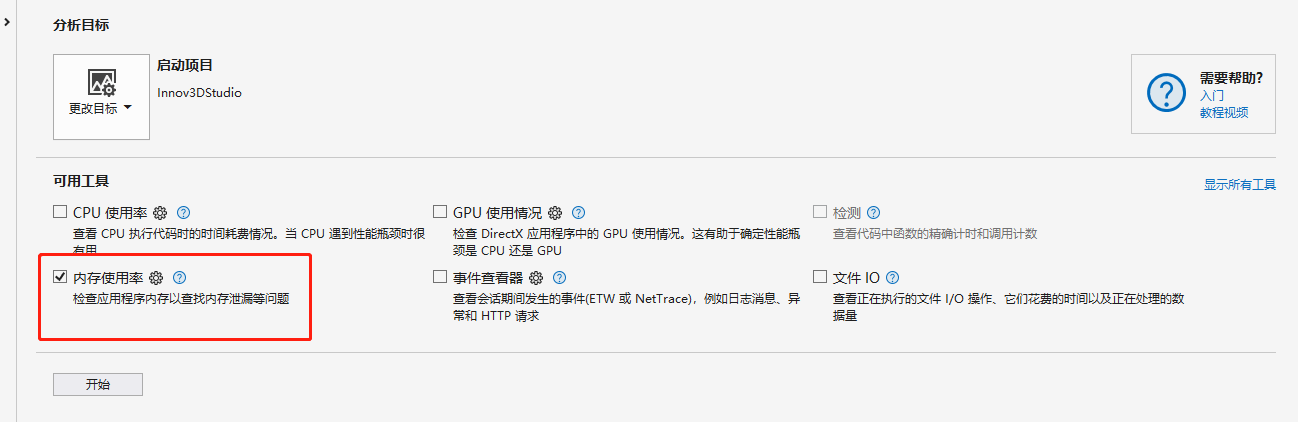 分析目标
启动项目
更改目标
Innov3DStudio
需要帮助?
入门
教程视频
可用工具
显示所有工具
CPU 使用率
查看 CPU 执行代码时的时间耗费情况。当 CPU 遇到性能瓶颈时很
有用
GPU 使用情况
检查 DirectX 应用程序中的 GPU 使用情况。这有助于确定性能瓶
颈是 CPU 还是 GPU
检测
查看代码中函数的精确计时和调用计数
内存使用率
检查应用程序内存以查找内存泄漏等问题
事件查看器
查看会话期间发生的事件(ETW 或 NetTrace)，例如日志消息、异
常和 HTTP 请求
文件 IO
查看正在执行的文件 I/O 操作、它们花费的时间以及正在处理的数
据量
开始